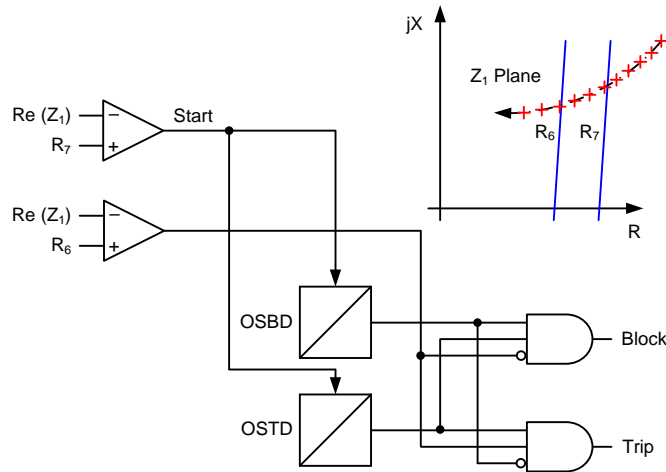 jX
Z₁ Plane
R₆
R₇
R
Re (Z₁)
−
R₇
+
Start
Re (Z₁)
−
R₆
+
OSBD
OSTD
Block
Trip